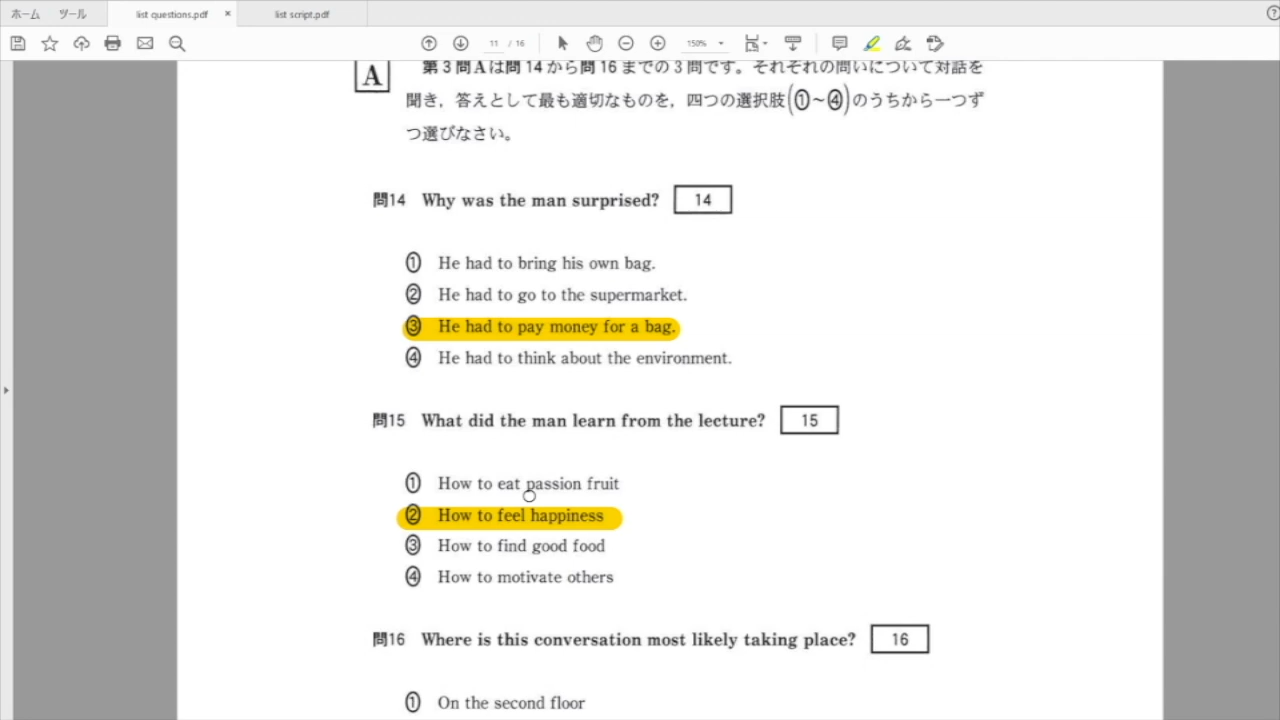 ホーム ツール list questions.pdf × list script.pdf
11 / 16 150%
A 第3問Aは問14から問16までの3問です。それぞれの問いについて対話を
聞き，答えとして最も適切なものを，四つの選択肢(①~④)のうちから一つず
つ選びなさい。
問14 Why was the man surprised? 14
① He had to bring his own bag.
② He had to go to the supermarket.
③ He had to pay money for a bag.
④ He had to think about the environment.
問15 What did the man learn from the lecture? 15
① How to eat passion fruit
② How to feel happiness
③ How to find good food
④ How to motivate others
問16 Where is this conversation most likely taking place? 16
① On the second floor